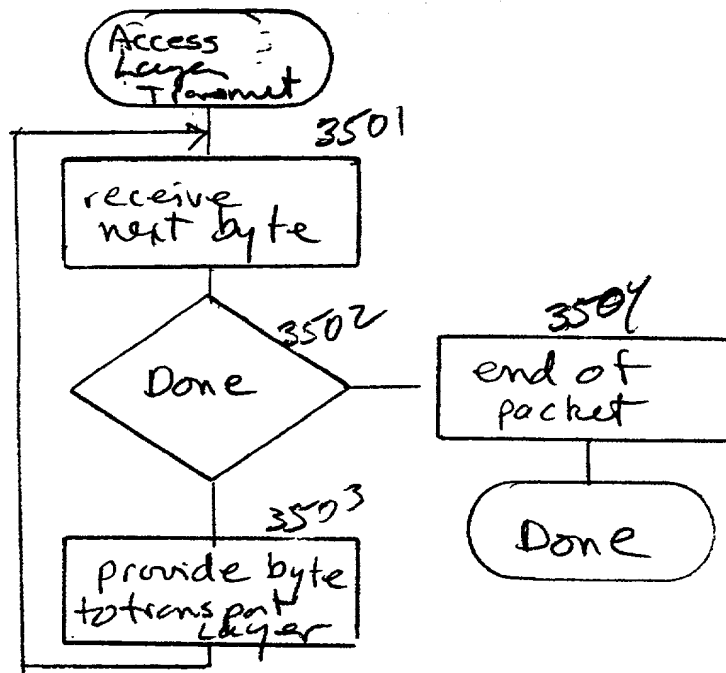 Access
Layer
Transmit
3501
receive
next byte
3502
Done
3504
end of
packet
3503
provide byte
to transport
Layer
Done